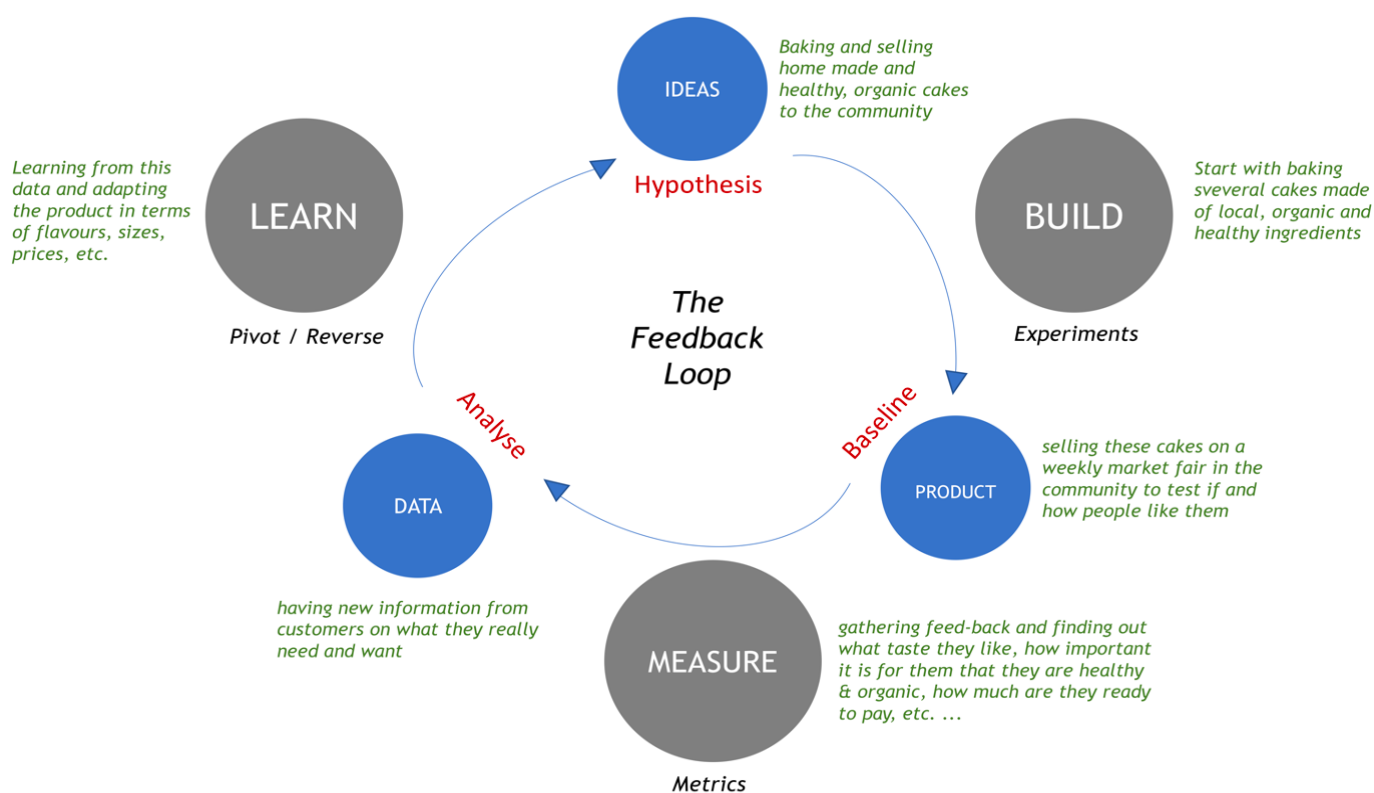 IDEAS
Baking and selling
home made and
healthy, organic cakes
to the community
Hypothesis
BUILD
Start with baking
sveveral cakes made
of local, organic and
healthy ingredients
Experiments
The
Feedback
Loop
Baseline
PRODUCT
selling these cakes on a
weekly market fair in the
community to test if and
how people like them
MEASURE
gathering feed-back and finding out
what taste they like, how important
it is for them that they are healthy
& organic, how much are they ready
to pay, etc. ...
Metrics
Analyse
DATA
having new information from
customers on what they really
need and want
LEARN
Learning from this
data and adapting
the product in terms
of flavours, sizes,
prices, etc.
Pivot / Reverse